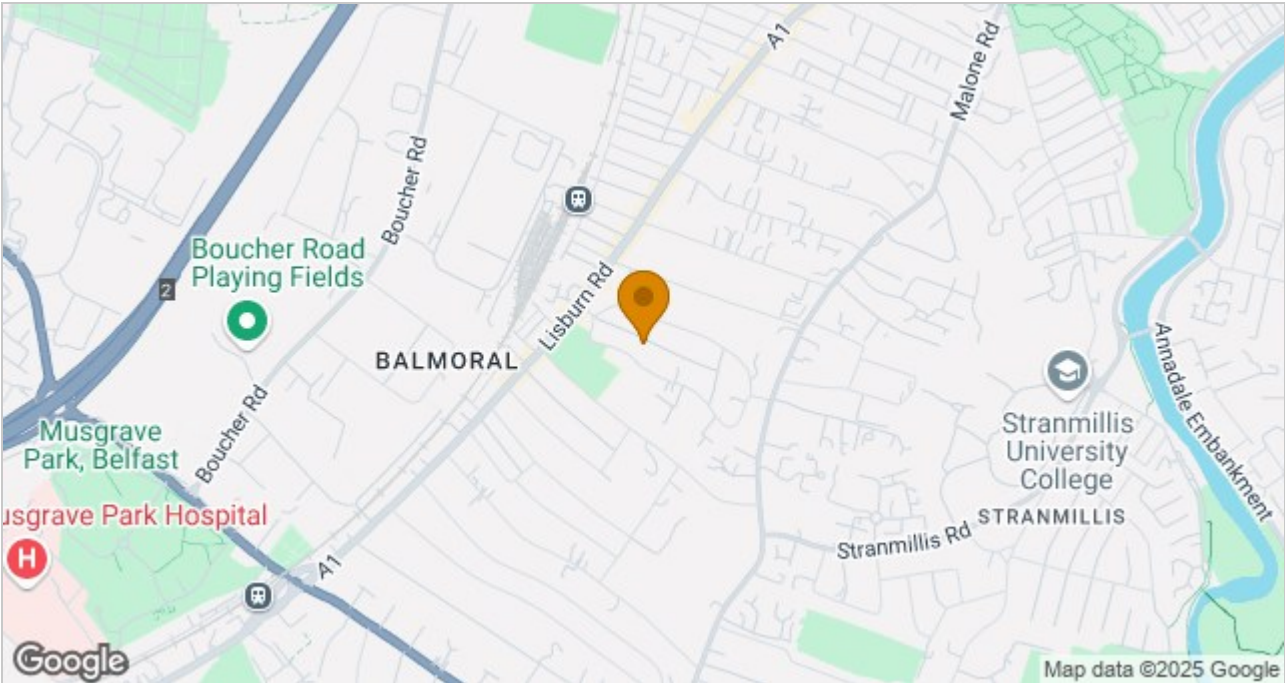 A1
Malone Rd
Boucher Rd
Boucher Road
Playing Fields
2
Lisburn Rd
BALMORAL
Annadale Embankment
Boucher Rd
Musgrave
Park, Belfast
Stranmillis
University
College
usgrave Park Hospital
STRANMILLIS
Stranmillis Rd
H
A1
Google
Map data ©2025 Google